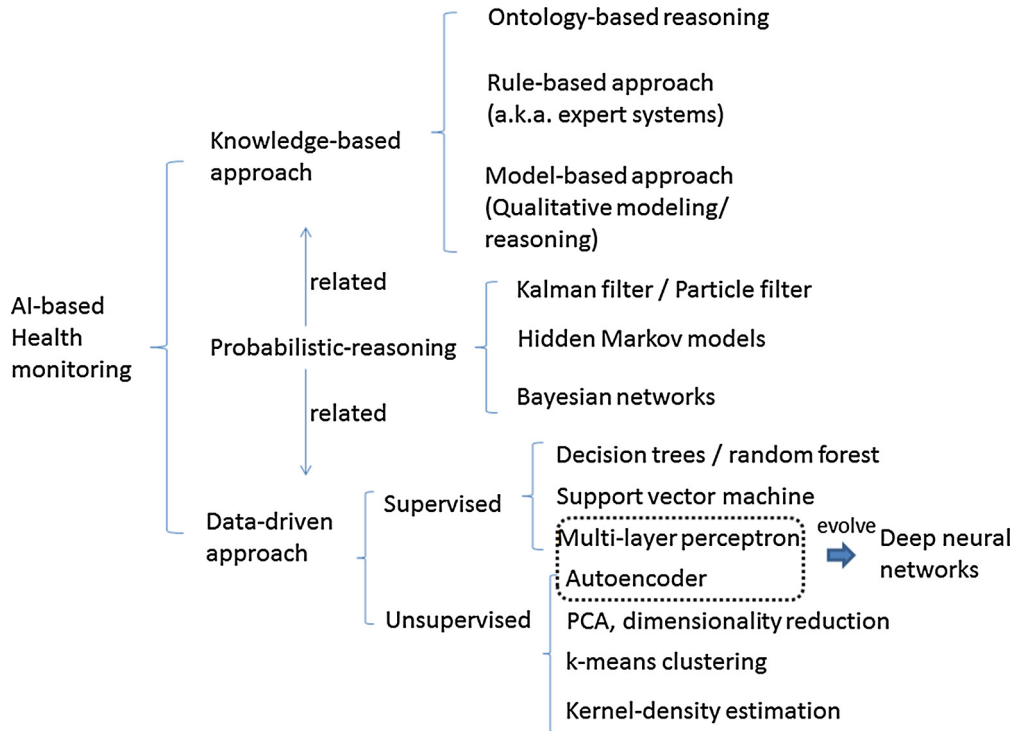 Ontology-based reasoning
Rule-based approach
(a.k.a. expert systems)
Knowledge-based
approach
Model-based approach
(Qualitative modeling/
reasoning)
related
Kalman filter / Particle filter
AI-based
Health
monitoring
Hidden Markov models
Probabilistic-reasoning
Bayesian networks
related
Decision trees / random forest
Supervised
Support vector machine
Data-driven
approach
Multi-layer perceptron
evolve
Deep neural
networks
Autoencoder
Unsupervised
PCA, dimensionality reduction
k-means clustering
Kernel-density estimation